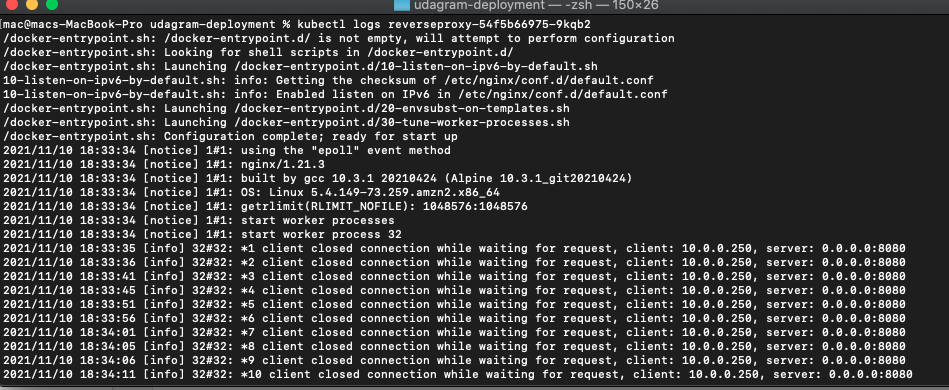 udagram-deployment — -zsh — 150×26
[mac@macs-MacBook-Pro udagram-deployment % kubectl logs reverseproxy-54f5b66975-9kqb2
/docker-entrypoint.sh: /docker-entrypoint.d/ is not empty, will attempt to perform configuration
/docker-entrypoint.sh: Looking for shell scripts in /docker-entrypoint.d/
/docker-entrypoint.sh: Launching /docker-entrypoint.d/10-listen-on-ipv6-by-default.sh
10-listen-on-ipv6-by-default.sh: info: Getting the checksum of /etc/nginx/conf.d/default.conf
10-listen-on-ipv6-by-default.sh: info: Enabled listen on IPv6 in /etc/nginx/conf.d/default.conf
/docker-entrypoint.sh: Launching /docker-entrypoint.d/20-envsubst-on-templates.sh
/docker-entrypoint.sh: Launching /docker-entrypoint.d/30-tune-worker-processes.sh
/docker-entrypoint.sh: Configuration complete; ready for start up
2021/11/10 18:33:34 [notice] 1#1: using the "epoll" event method
2021/11/10 18:33:34 [notice] 1#1: nginx/1.21.3
2021/11/10 18:33:34 [notice] 1#1: built by gcc 10.3.1 20210424 (Alpine 10.3.1_git20210424)
2021/11/10 18:33:34 [notice] 1#1: OS: Linux 5.4.149-73.259.amzn2.x86_64
2021/11/10 18:33:34 [notice] 1#1: getrlimit(RLIMIT_NOFILE): 1048576:1048576
2021/11/10 18:33:34 [notice] 1#1: start worker processes
2021/11/10 18:33:34 [notice] 1#1: start worker process 32
2021/11/10 18:33:35 [info] 32#32: *1 client closed connection while waiting for request, client: 10.0.0.250, server: 0.0.0.0:8080
2021/11/10 18:33:36 [info] 32#32: *2 client closed connection while waiting for request, client: 10.0.0.250, server: 0.0.0.0:8080
2021/11/10 18:33:41 [info] 32#32: *3 client closed connection while waiting for request, client: 10.0.0.250, server: 0.0.0.0:8080
2021/11/10 18:33:45 [info] 32#32: *4 client closed connection while waiting for request, client: 10.0.0.250, server: 0.0.0.0:8080
2021/11/10 18:33:51 [info] 32#32: *5 client closed connection while waiting for request, client: 10.0.0.250, server: 0.0.0.0:8080
2021/11/10 18:33:56 [info] 32#32: *6 client closed connection while waiting for request, client: 10.0.0.250, server: 0.0.0.0:8080
2021/11/10 18:34:01 [info] 32#32: *7 client closed connection while waiting for request, client: 10.0.0.250, server: 0.0.0.0:8080
2021/11/10 18:34:05 [info] 32#32: *8 client closed connection while waiting for request, client: 10.0.0.250, server: 0.0.0.0:8080
2021/11/10 18:34:06 [info] 32#32: *9 client closed connection while waiting for request, client: 10.0.0.250, server: 0.0.0.0:8080
2021/11/10 18:34:11 [info] 32#32: *10 client closed connection while waiting for request, client: 10.0.0.250, server: 0.0.0.0:8080